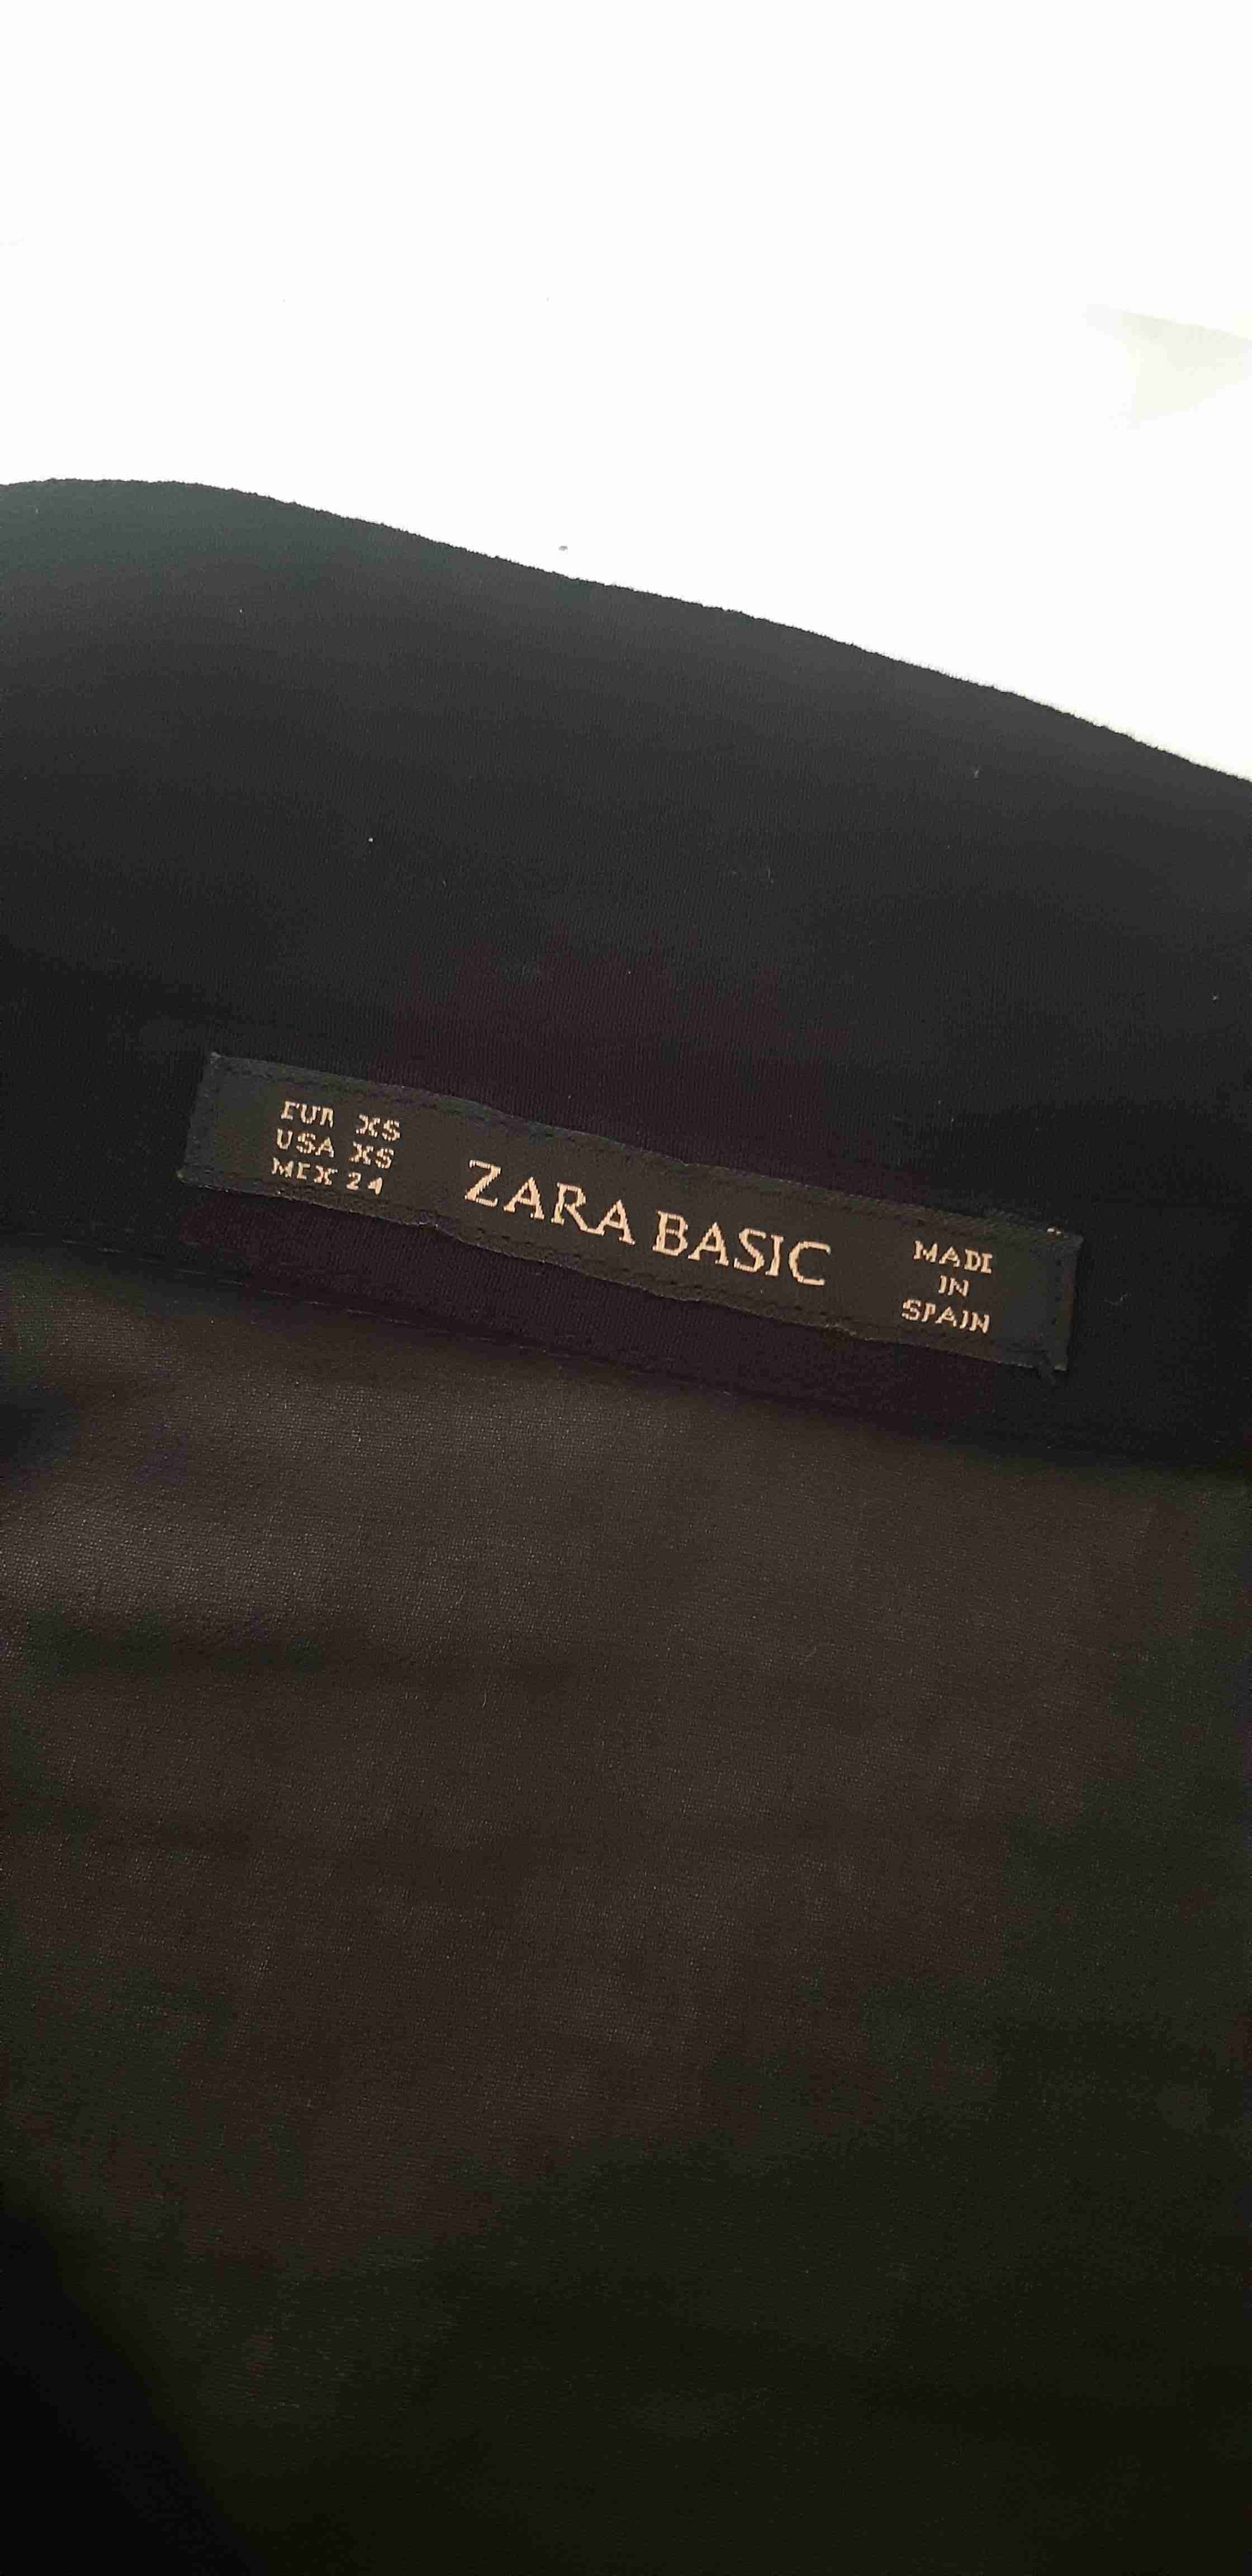 EUR XS
USA XS
MEX 24
ZARA BASIC
MADE
IN
SPAIN